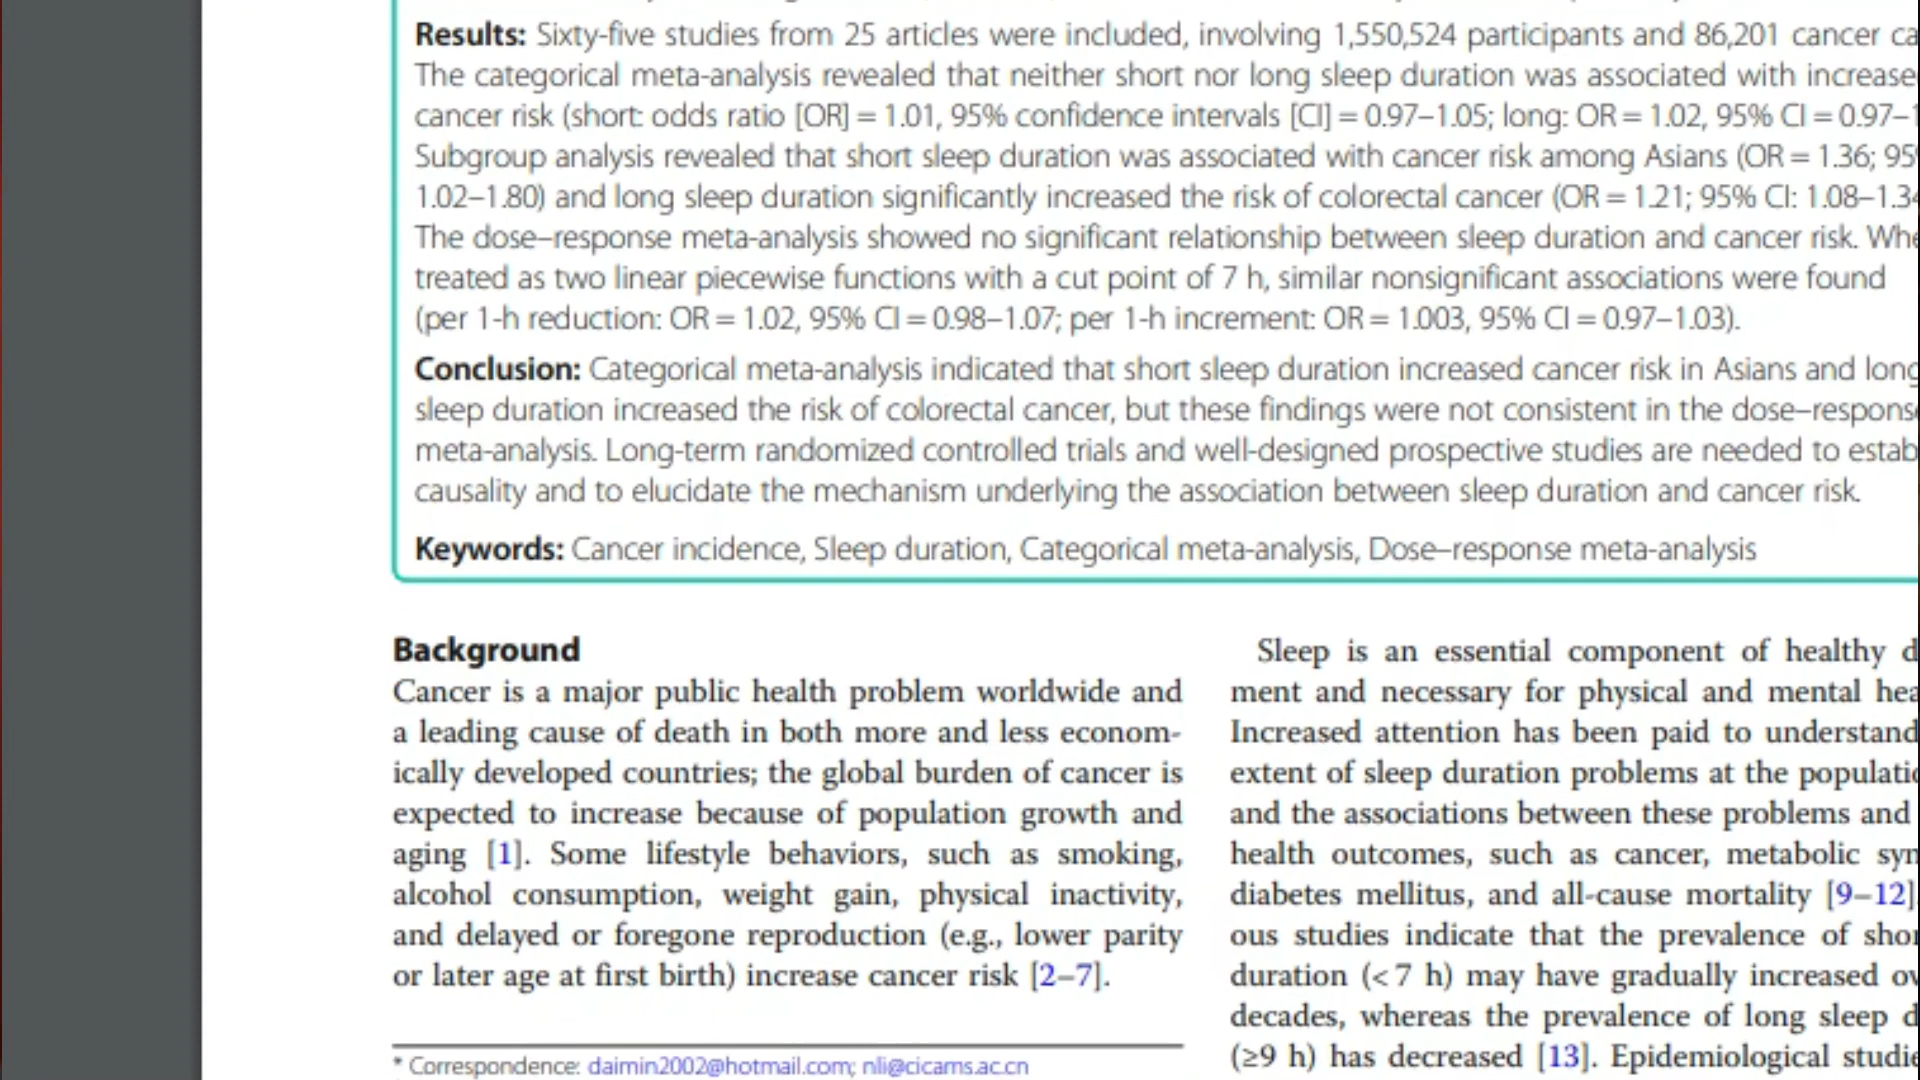 Results: Sixty-five studies from 25 articles were included, involving 1,550,524 participants and 86,201 cancer ca
The categorical meta-analysis revealed that neither short nor long sleep duration was associated with increase
cancer risk (short: odds ratio [OR] = 1.01, 95% confidence intervals [CI] = 0.97–1.05; long: OR = 1.02, 95% CI = 0.97–1
Subgroup analysis revealed that short sleep duration was associated with cancer risk among Asians (OR = 1.36; 95%
1.02–1.80) and long sleep duration significantly increased the risk of colorectal cancer (OR = 1.21; 95% CI: 1.08–1.34
The dose–response meta-analysis showed no significant relationship between sleep duration and cancer risk. Whe
treated as two linear piecewise functions with a cut point of 7 h, similar nonsignificant associations were found
(per 1-h reduction: OR = 1.02, 95% CI = 0.98–1.07; per 1-h increment: OR = 1.003, 95% CI = 0.97–1.03).
Conclusion: Categorical meta-analysis indicated that short sleep duration increased cancer risk in Asians and long
sleep duration increased the risk of colorectal cancer, but these findings were not consistent in the dose–respons
meta-analysis. Long-term randomized controlled trials and well-designed prospective studies are needed to estab
causality and to elucidate the mechanism underlying the association between sleep duration and cancer risk.
Keywords: Cancer incidence, Sleep duration, Categorical meta-analysis, Dose–response meta-analysis
Background
Cancer is a major public health problem worldwide and
a leading cause of death in both more and less econom-
ically developed countries; the global burden of cancer is
expected to increase because of population growth and
aging [1]. Some lifestyle behaviors, such as smoking,
alcohol consumption, weight gain, physical inactivity,
and delayed or foregone reproduction (e.g., lower parity
or later age at first birth) increase cancer risk [2–7].
* Correspondence: daimin2002@hotmail.com; nli@cicams.ac.cn
Sleep is an essential component of healthy d
ment and necessary for physical and mental hea
Increased attention has been paid to understand
extent of sleep duration problems at the populatio
and the associations between these problems and
health outcomes, such as cancer, metabolic syn
diabetes mellitus, and all-cause mortality [9–12]
ous studies indicate that the prevalence of shor
duration (< 7 h) may have gradually increased ov
decades, whereas the prevalence of long sleep d
(≥9 h) has decreased [13]. Epidemiological studie